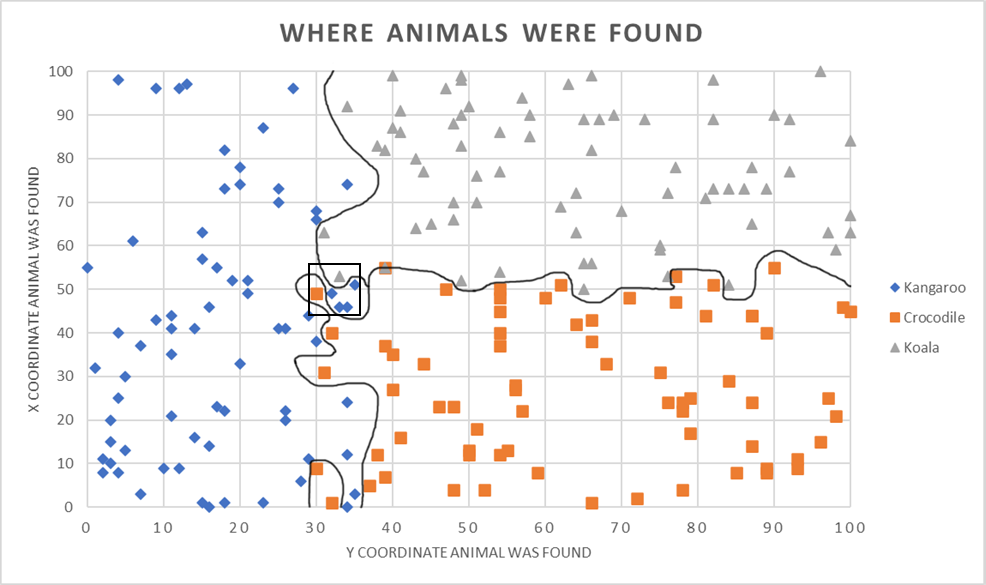 WHERE ANIMALS WERE FOUND
100
90
80
70
60
50
40
30
20
10
0
X COORDINATE ANIMAL WAS FOUND
0 10 20 30 40 50 60 70 80 90 100
Y COORDINATE ANIMAL WAS FOUND
Kangaroo
Crocodile
Koala